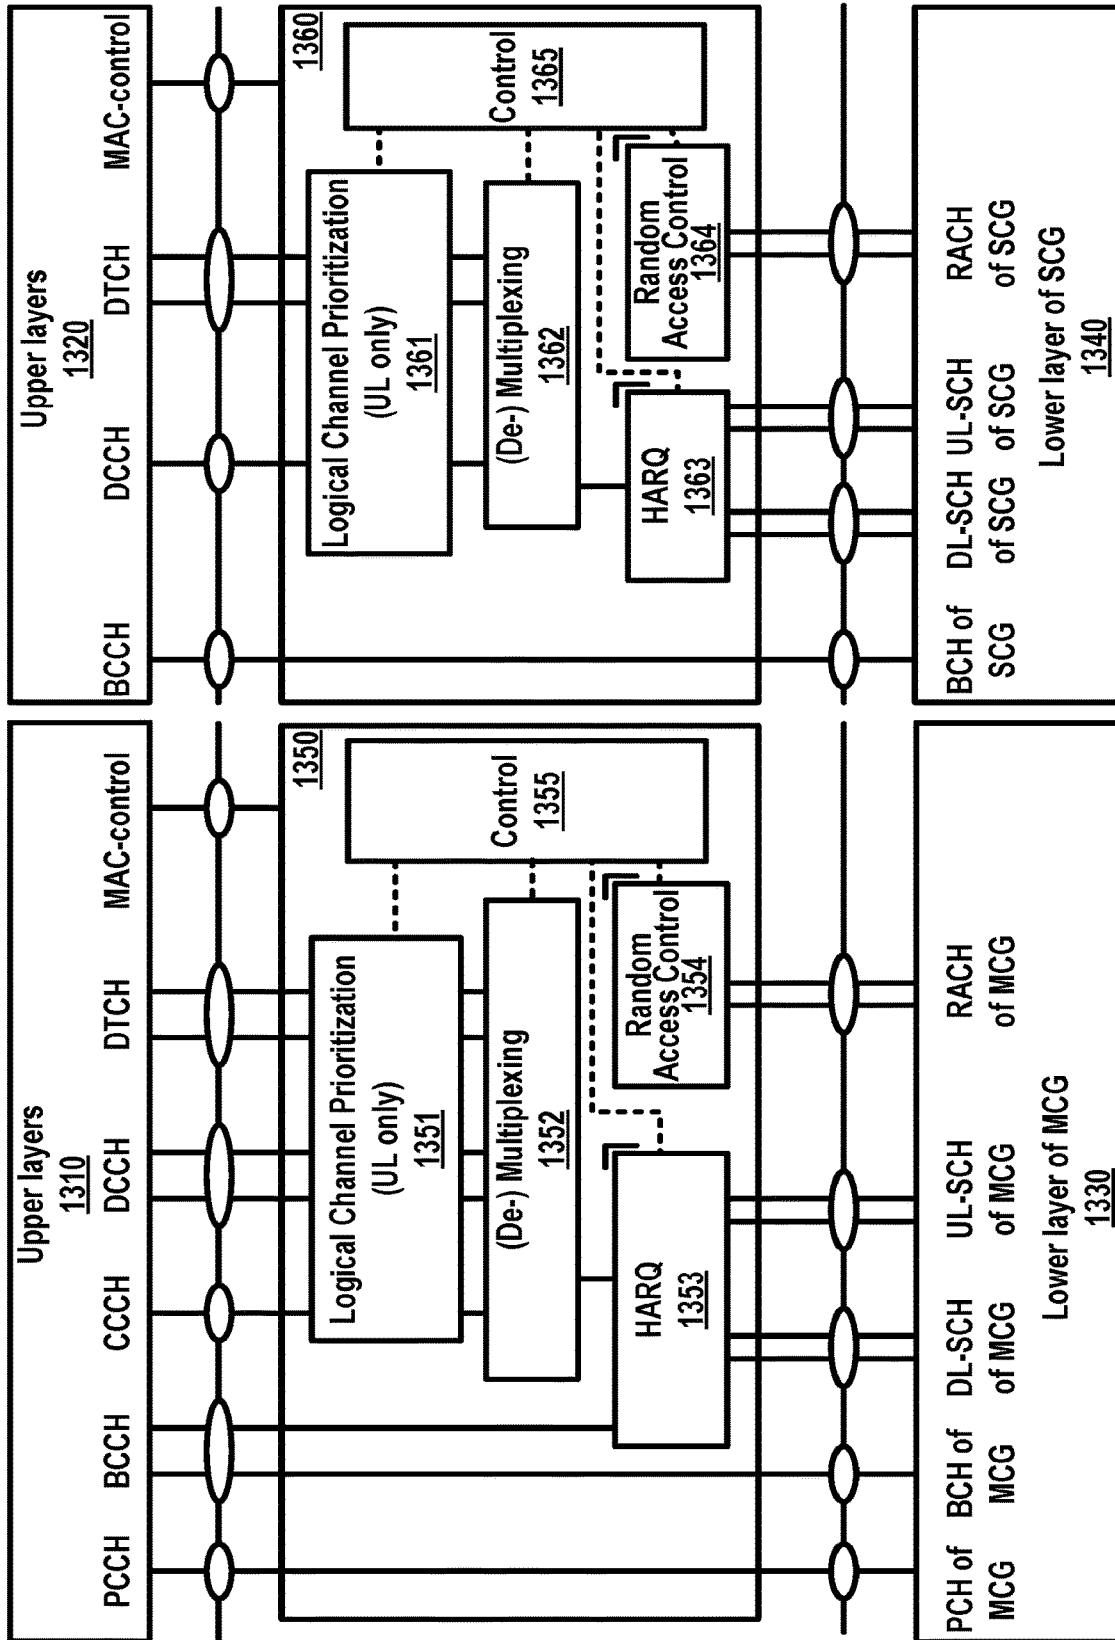 Upper layers
1310
PCCH
BCCH
CCCH
DCCH
DTCH
MAC-control
1350
Logical Channel Prioritization
(UL only)
1351
(De-) Multiplexing
1352
HARQ
1353
Random
Access Control
1354
Control
1355
PCH of
MCG
BCH of
MCG
DL-SCH
of MCG
UL-SCH
of MCG
RACH
of MCG
Lower layer of MCG
1330
Upper layers
1320
BCCH
DCCH
DTCH
MAC-control
1360
Logical Channel Prioritization
(UL only)
1361
(De-) Multiplexing
1362
HARQ
1363
Random
Access Control
1364
Control
1365
BCH of
SCG
DL-SCH
of SCG
UL-SCH
of SCG
RACH
of SCG
Lower layer of SCG
1340